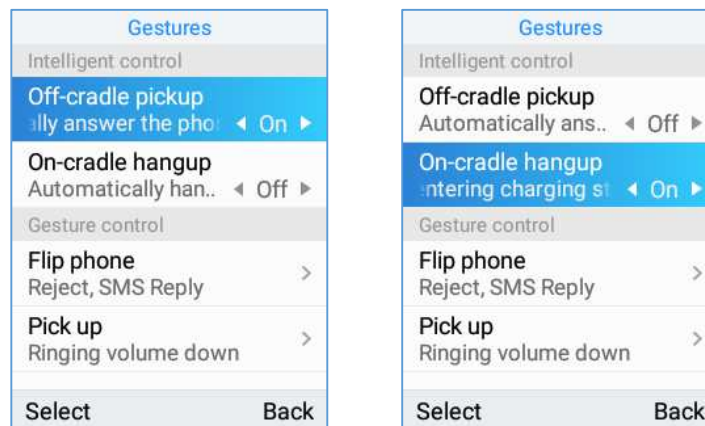 Gestures
Intelligent control
Off-cradle pickup
ally answer the pho On
On-cradle hangup
Automatically han.. Off
Gesture control
Flip phone
Reject, SMS Reply
Pick up
Ringing volume down
Select Back
Gestures
Intelligent control
Off-cradle pickup
Automatically ans.. Off
On-cradle hangup
ntering charging st On
Gesture control
Flip phone
Reject, SMS Reply
Pick up
Ringing volume down
Select Back